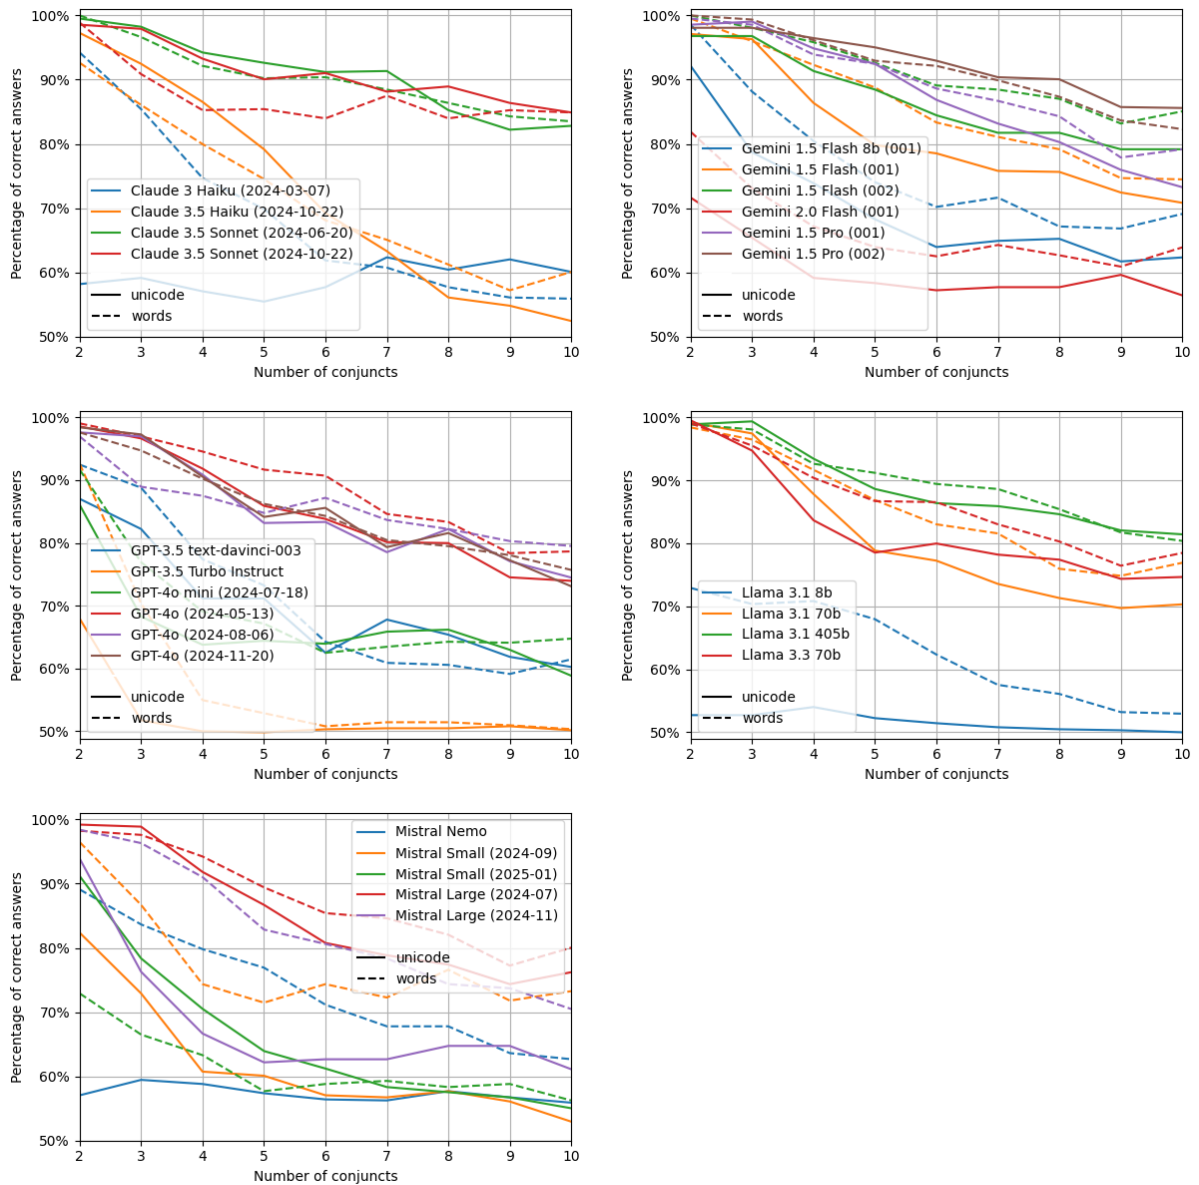 100%
90%
80%
70%
60%
50%
Percentage of correct answers
Claude 3 Haiku (2024-03-07)
Claude 3.5 Haiku (2024-10-22)
Claude 3.5 Sonnet (2024-06-20)
Claude 3.5 Sonnet (2024-10-22)
unicode
words
2 3 4 5 6 7 8 9 10
Number of conjuncts
100%
90%
80%
70%
60%
50%
Percentage of correct answers
Gemini 1.5 Flash 8b (001)
Gemini 1.5 Flash (001)
Gemini 1.5 Flash (002)
Gemini 2.0 Flash (001)
Gemini 1.5 Pro (001)
Gemini 1.5 Pro (002)
unicode
words
2 3 4 5 6 7 8 9 10
Number of conjuncts
100%
90%
80%
70%
60%
50%
Percentage of correct answers
GPT-3.5 text-davinci-003
GPT-3.5 Turbo Instruct
GPT-4o mini (2024-07-18)
GPT-4o (2024-05-13)
GPT-4o (2024-08-06)
GPT-4o (2024-11-20)
unicode
words
2 3 4 5 6 7 8 9 10
Number of conjuncts
100%
90%
80%
70%
60%
50%
Percentage of correct answers
Llama 3.1 8b
Llama 3.1 70b
Llama 3.1 405b
Llama 3.3 70b
unicode
words
2 3 4 5 6 7 8 9 10
Number of conjuncts
100%
90%
80%
70%
60%
50%
Percentage of correct answers
Mistral Nemo
Mistral Small (2024-09)
Mistral Small (2025-01)
Mistral Large (2024-07)
Mistral Large (2024-11)
unicode
words
2 3 4 5 6 7 8 9 10
Number of conjuncts